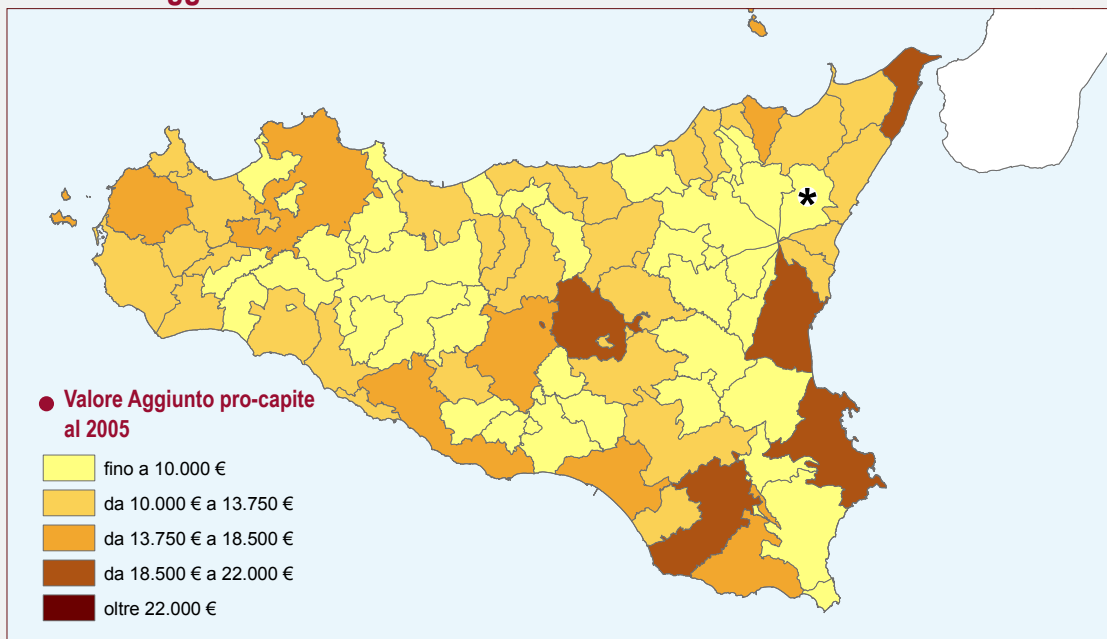 Valore Aggiunto pro-capite
al 2005
fino a 10.000 €
da 10.000 € a 13.750 €
da 13.750 € a 18.500 €
da 18.500 € a 22.000 €
oltre 22.000 €
*